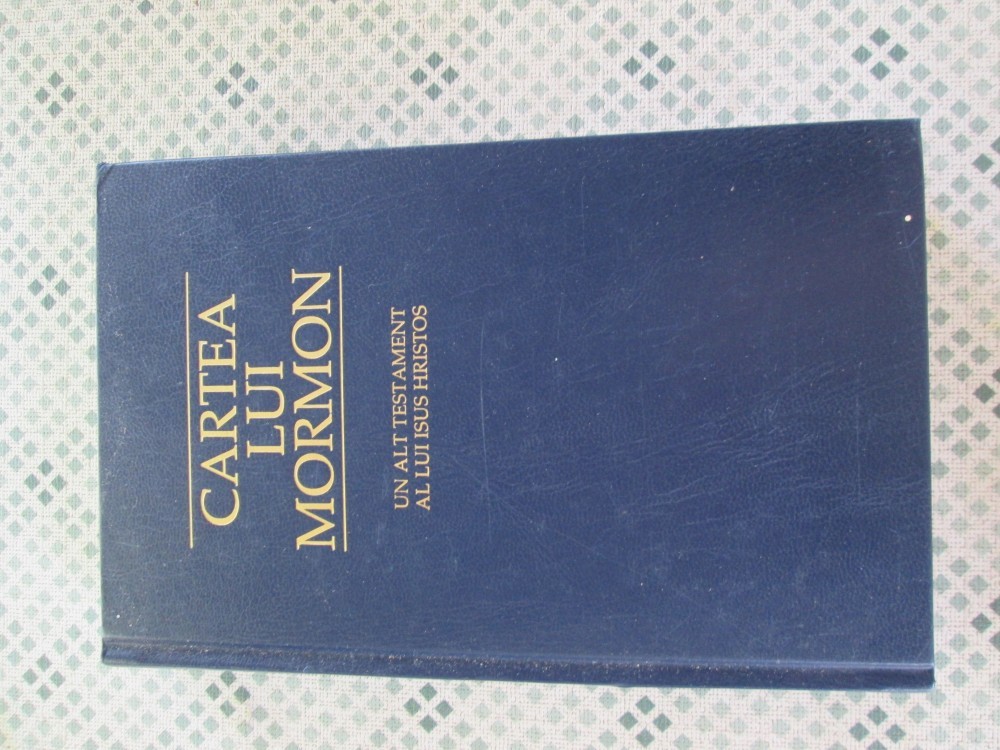 CARTEA
LUI
MORMON
UN ALT TESTAMENT
AL LUI ISUS HRISTOS